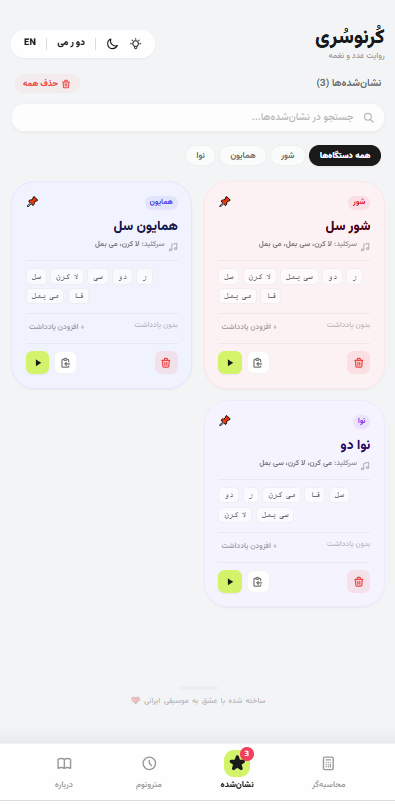 کُرنوسُری
روایت عدد و نغمه
دو ر می
EN
نشان‌شده‌ها (3)
حذف همه
جستجو در نشان‌شده‌ها...
همه دستگاه‌ها
شور
همایون
نوا
شور
شور سل
سرکلید: لا کرن، سی بمل، می بمل
سل
لا کرن
سی بمل
دو
ر
می بمل
فا
بدون یادداشت
+ افزودن یادداشت
همایون
همایون سل
سرکلید: لا کرن، می بمل
سل
لا کرن
سی
دو
ر
می بمل
فا
بدون یادداشت
+ افزودن یادداشت
نوا
نوا دو
سرکلید: می کرن، لا کرن، سی بمل
دو
ر
می کرن
فا
سل
لا کرن
سی بمل
بدون یادداشت
+ افزودن یادداشت
ساخته شده با عشق به موسیقی ایرانی
محاسبه‌گر
3
نشان‌شده
مترونوم
درباره